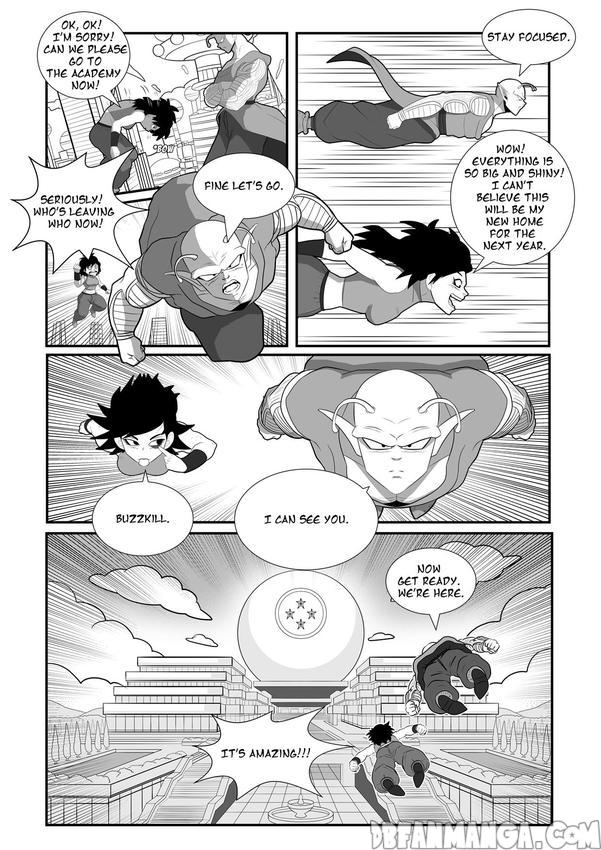 OK, OK!
I'M SORRY!
CAN WE PLEASE
GO TO
THE ACADEMY
NOW!
BOW
FINE LET'S GO.
SERIOUSLY!
WHO'S LEAVING
WHO NOW!
STAY FOCUSED.
WOW!
EVERYTHING IS
SO BIG AND SHINY!
I CAN'T
BELIEVE THIS
WILL BE MY
NEW HOME
FOR THE
NEXT YEAR.
BUZZKILL.
I CAN SEE YOU.
NOW
GET READY.
WE'RE HERE.
IT'S AMAZING!!!
DBFANMANGA.COM